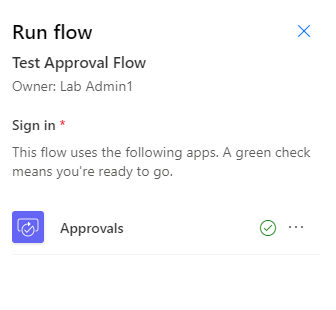 Run flow
Test Approval Flow
Owner: Lab Admin1
Sign in *
This flow uses the following apps. A green check
means you're ready to go.
Approvals